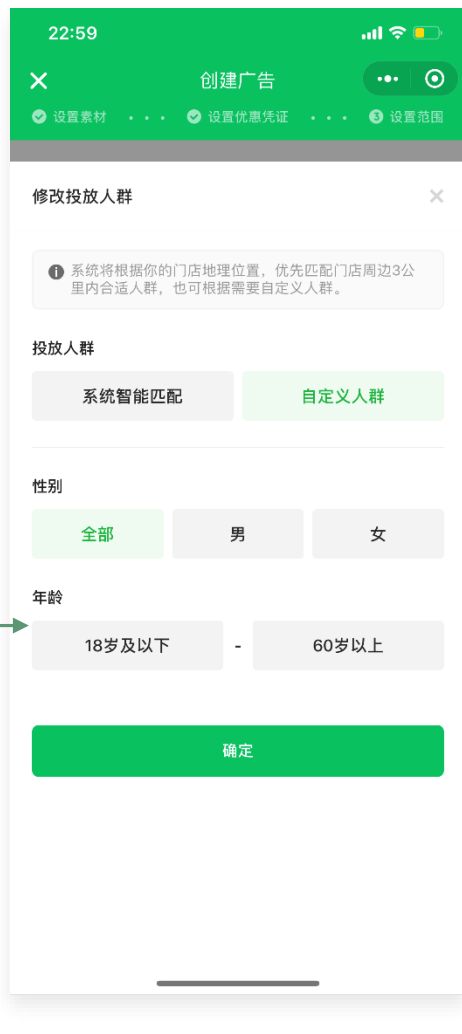 22:59
创建广告
设置素材 · · · 设置优惠凭证 · · · 3 设置范围
修改投放人群
系统将根据你的门店地理位置，优先匹配门店周边3公
里内合适人群，也可根据需要自定义人群。
投放人群
系统智能匹配 自定义人群
性别
全部 男 女
年龄
18岁及以下 - 60岁以上
确定